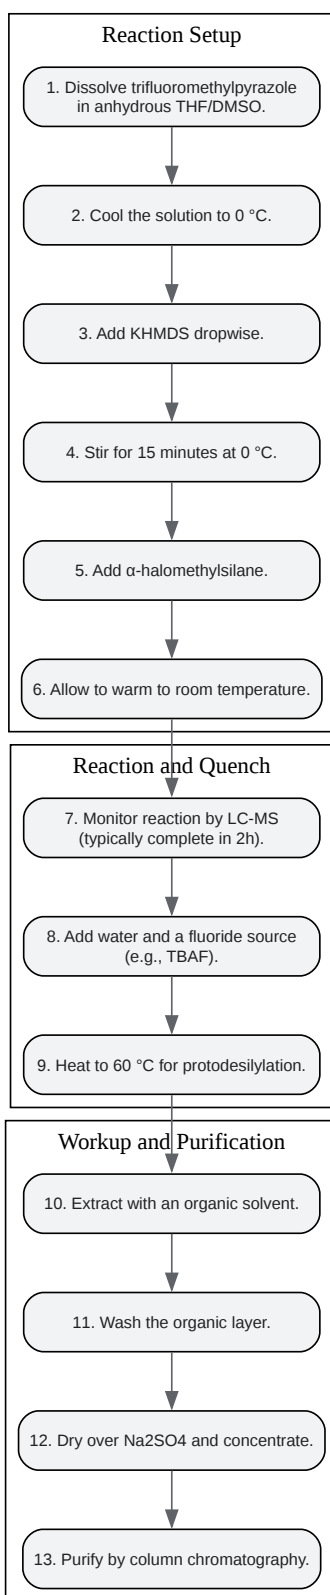 Reaction Setup
1. Dissolve trifluoromethylpyrazole
in anhydrous THF/DMSO.
2. Cool the solution to 0 °C.
3. Add KHMDS dropwise.
4. Stir for 15 minutes at 0 °C.
5. Add α-halomethylsilane.
6. Allow to warm to room temperature.
Reaction and Quench
7. Monitor reaction by LC-MS
(typically complete in 2h).
8. Add water and a fluoride source
(e.g., TBAF).
9. Heat to 60 °C for protodesilylation.
Workup and Purification
10. Extract with an organic solvent.
11. Wash the organic layer.
12. Dry over Na2SO4 and concentrate.
13. Purify by column chromatography.